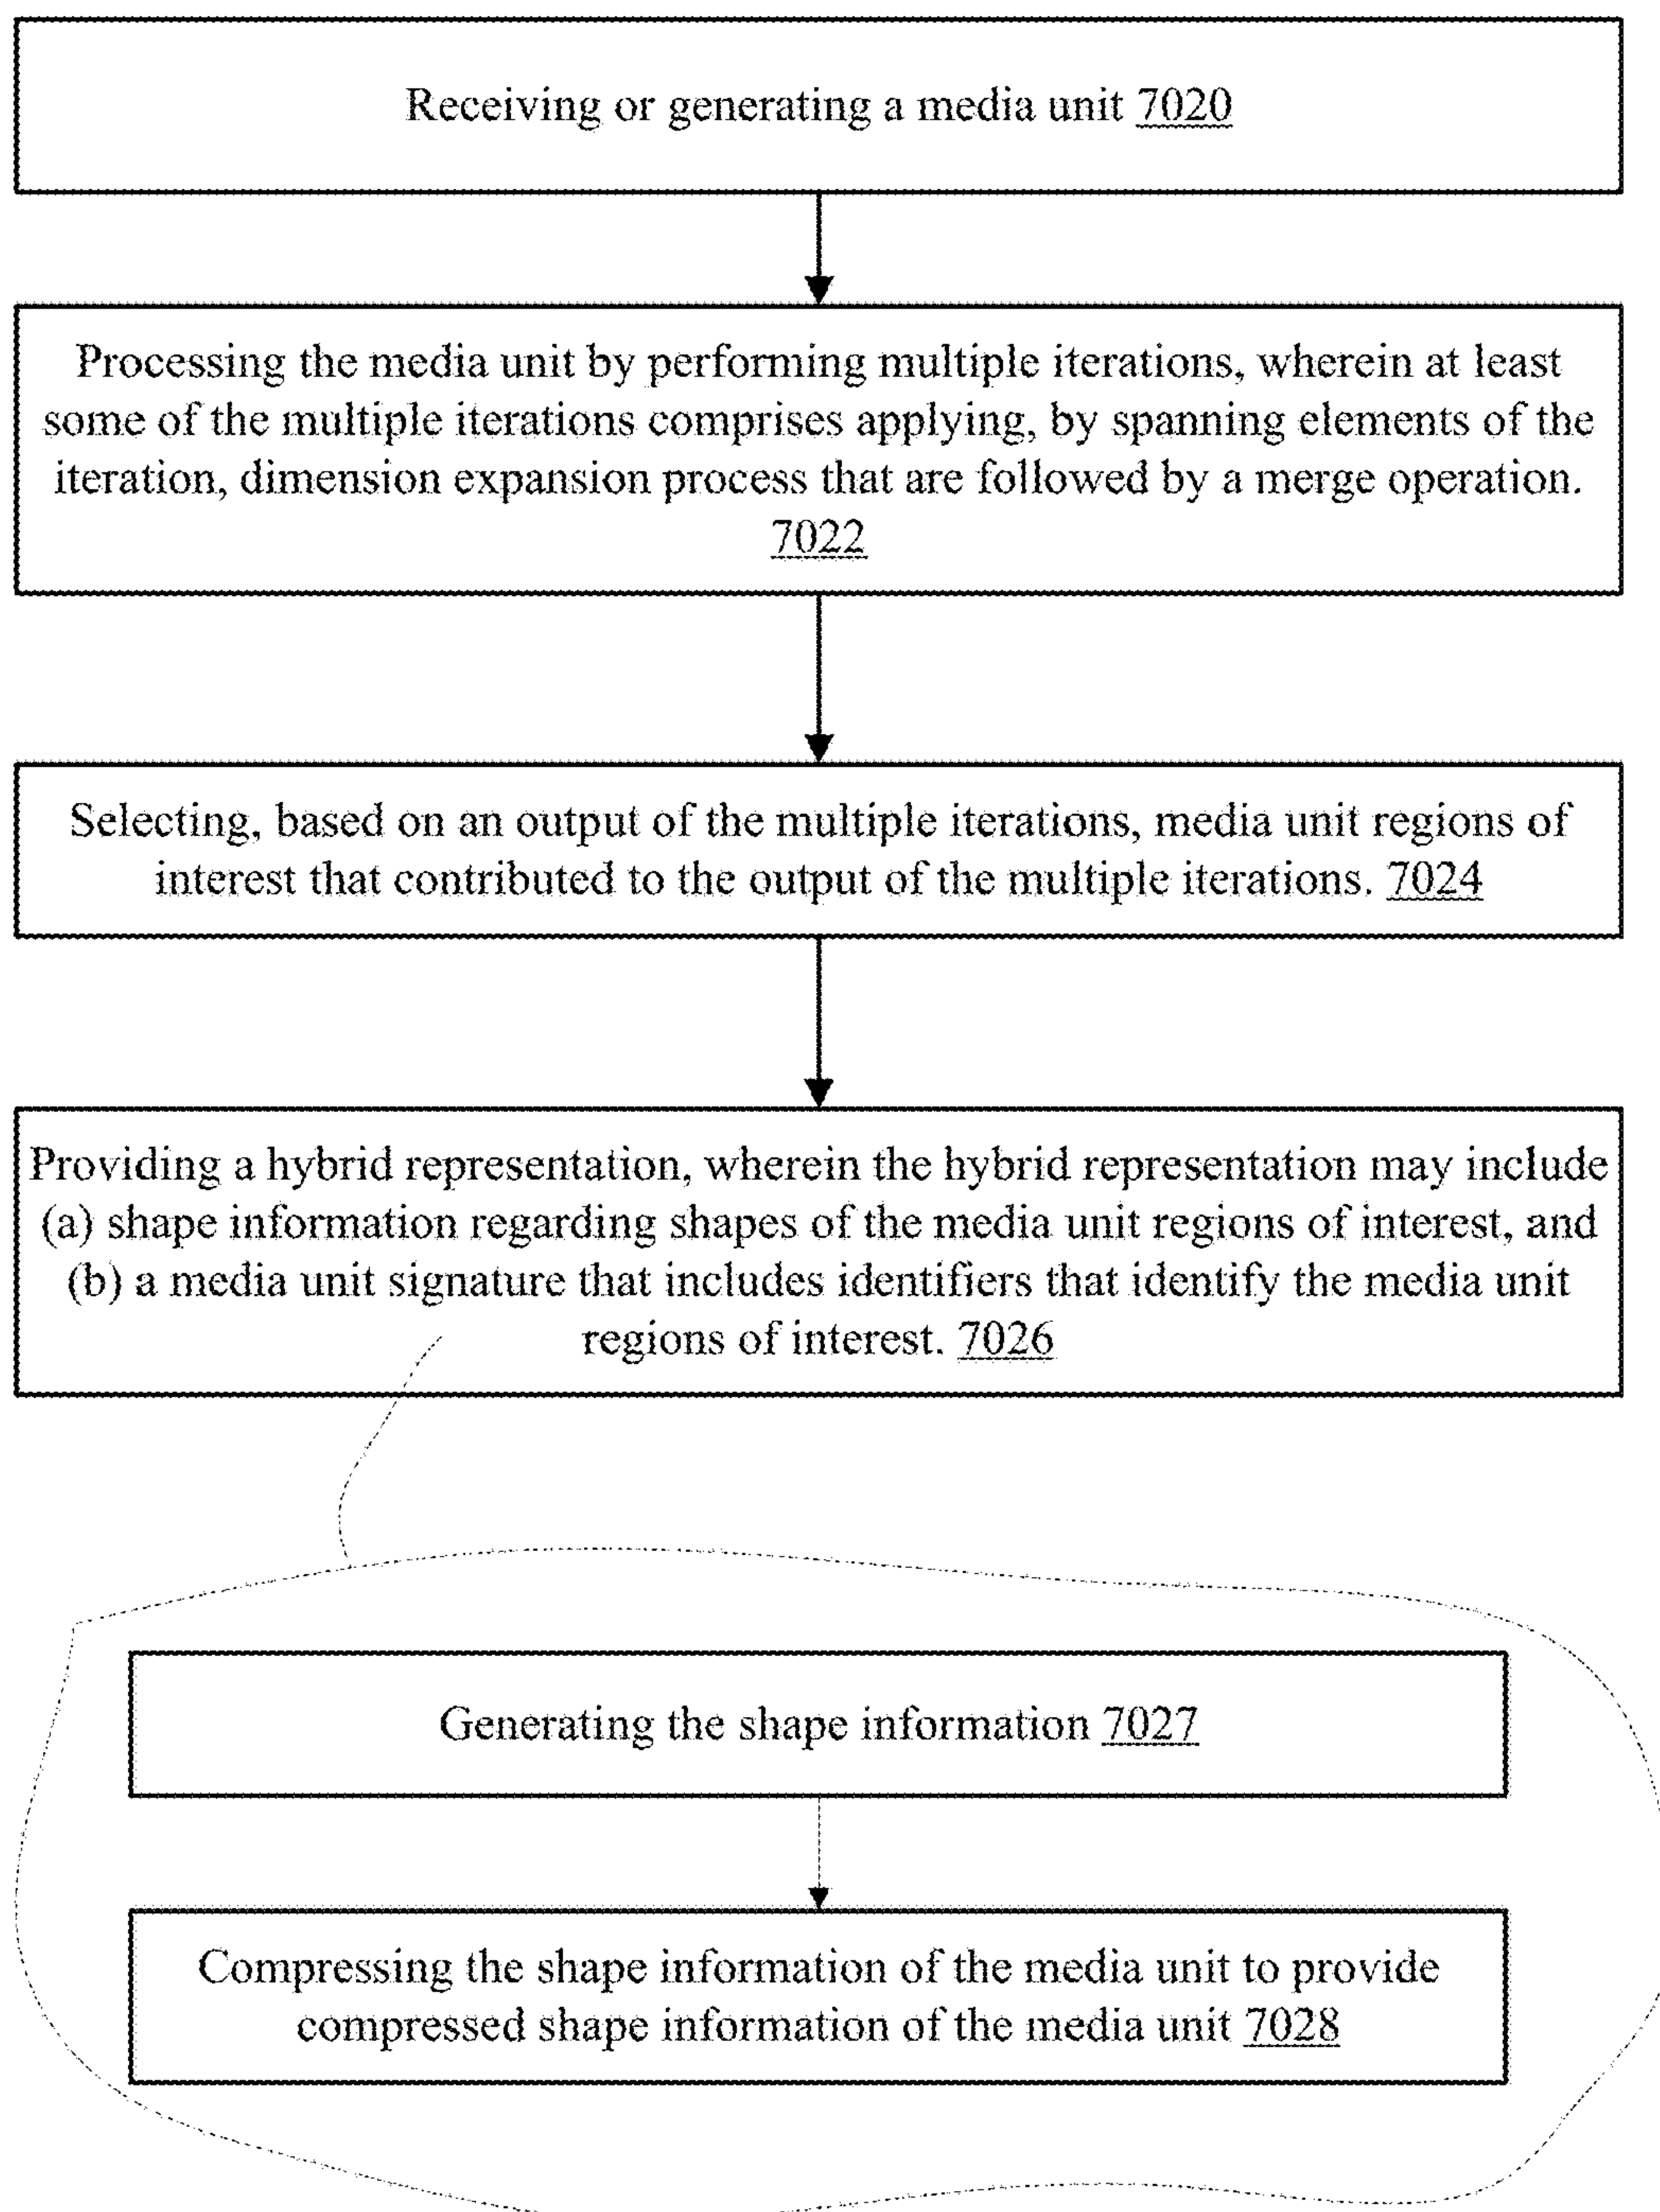 Receiving or generating a media unit 7020
Processing the media unit by performing multiple iterations, wherein at least
some of the multiple iterations comprises applying, by spanning elements of the
iteration, dimension expansion process that are followed by a merge operation.
7022
Selecting, based on an output of the multiple iterations, media unit regions of
interest that contributed to the output of the multiple iterations. 7024
Providing a hybrid representation, wherein the hybrid representation may include
(a) shape information regarding shapes of the media unit regions of interest, and
(b) a media unit signature that includes identifiers that identify the media unit
regions of interest. 7026
Generating the shape information 7027
Compressing the shape information of the media unit to provide
compressed shape information of the media unit 7028